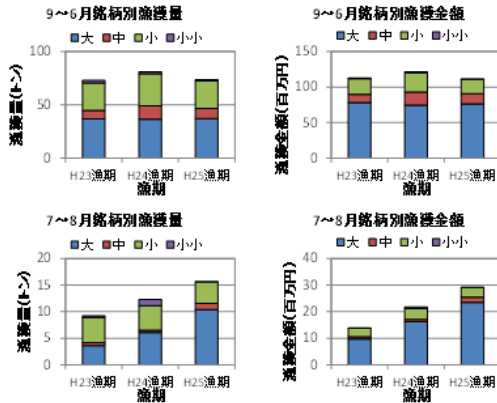 9～6月銘柄別漁獲量
■大 ■中 ■小 ■小小
漁獲量(トン)
100
50
0
H23漁期 H24漁期 H25漁期
漁期
9～6月銘柄別漁獲金額
■大 ■中 ■小 ■小小
漁獲金額(百万円)
150
100
50
0
H23漁期 H24漁期 H25漁期
漁期
7～8月銘柄別漁獲量
■大 ■中 ■小 ■小小
漁獲量(トン)
20
15
10
5
0
H23漁期 H24漁期 H25漁期
漁期
7～8月銘柄別漁獲金額
■大 ■中 ■小 ■小小
漁獲金額(百万円)
40
30
20
10
0
H23漁期 H24漁期 H25漁期
漁期